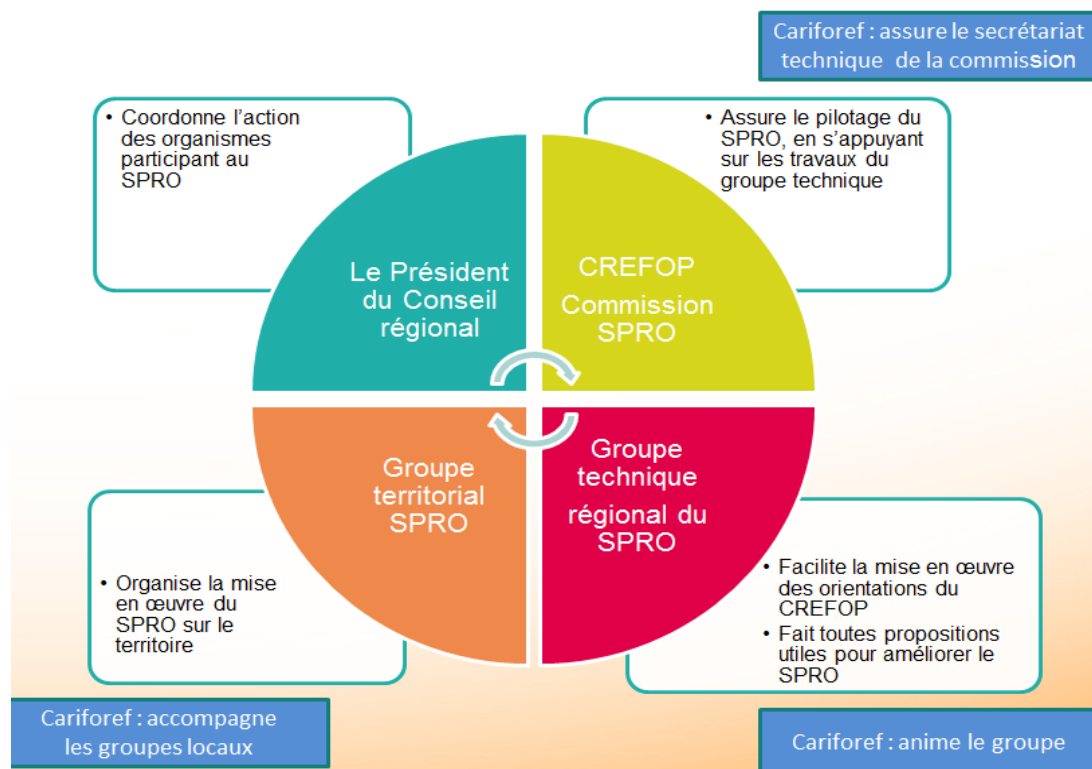 Cariforef : assure le secrétariat
technique de la commission
• Coordonne l'action
des organismes
participant au
SPRO
• Assure le pilotage du
SPRO, en s'appuyant
sur les travaux du
groupe technique
Le Président
du Conseil
régional
CREFOP
Commission
SPRO
Groupe
territorial
SPRO
Groupe
technique
régional du
SPRO
• Organise la mise
en œuvre du
SPRO sur le
territoire
• Facilite la mise en œuvre
des orientations du
CREFOP
• Fait toutes propositions
utiles pour améliorer le
SPRO
Cariforef : accompagne
les groupes locaux
Cariforef : anime le groupe